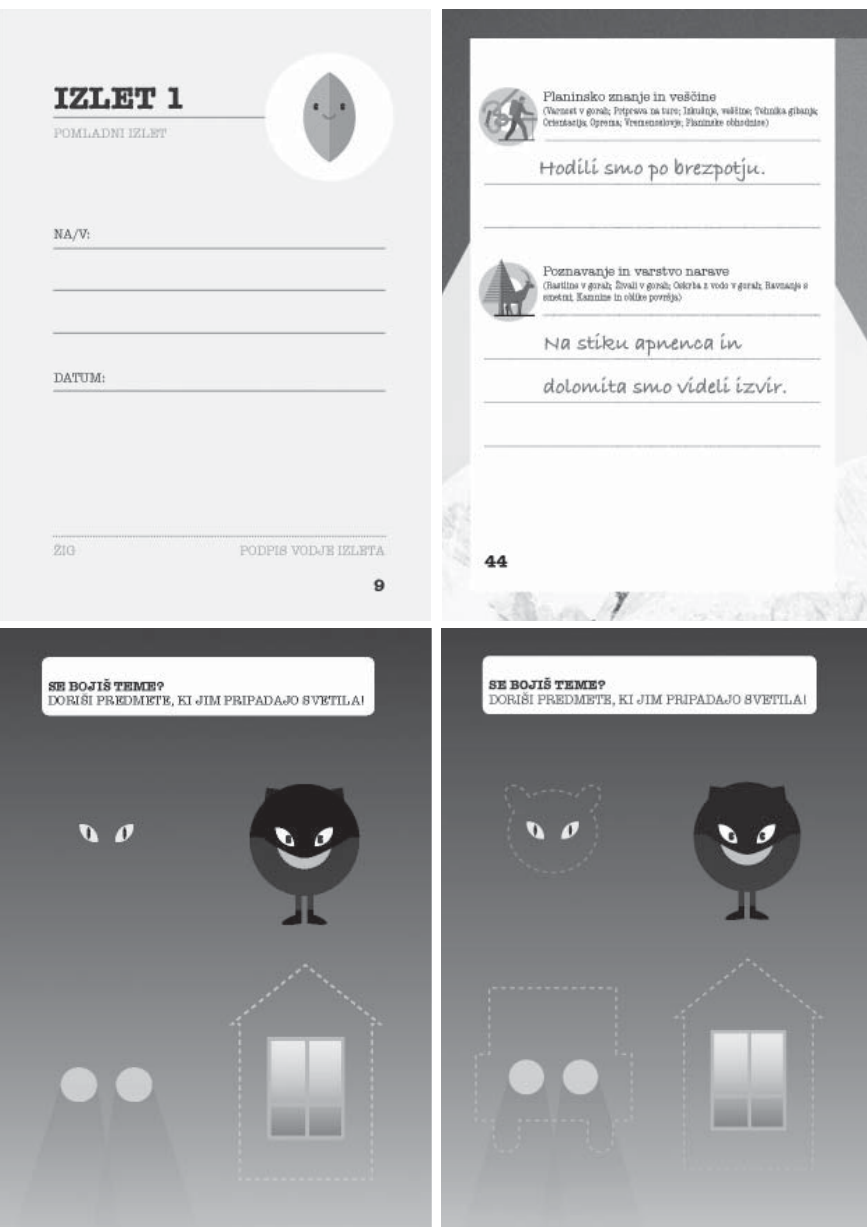 IZLET 1
POMLADNI IZLET
NA/V:
DATUM:
ŽIG PODPIS VODJE IZLETA
9
Planinsko znanje in veščine
(Varnost v gorah; Priprava na turo; Izkušnje, veščine; Tehnika gibanja;
Orientacija; Oprema; Vremenoslovje; Planinske obhodnice)
Hodili smo po brezpotju.
Poznavanje in varstvo narave
(Rastline v gorah; Živali v gorah; Oskrba z vodo v gorah; Ravnanje s
smetmi; Kamnine in oblike površja)
Na stiku apnenca in
dolomita smo videli izvir.
44
SE BOJIŠ TEME?
DORIŠI PREDMETE, KI JIM PRIPADAJO SVETILA!
SE BOJIŠ TEME?
DORIŠI PREDMETE, KI JIM PRIPADAJO SVETILA!